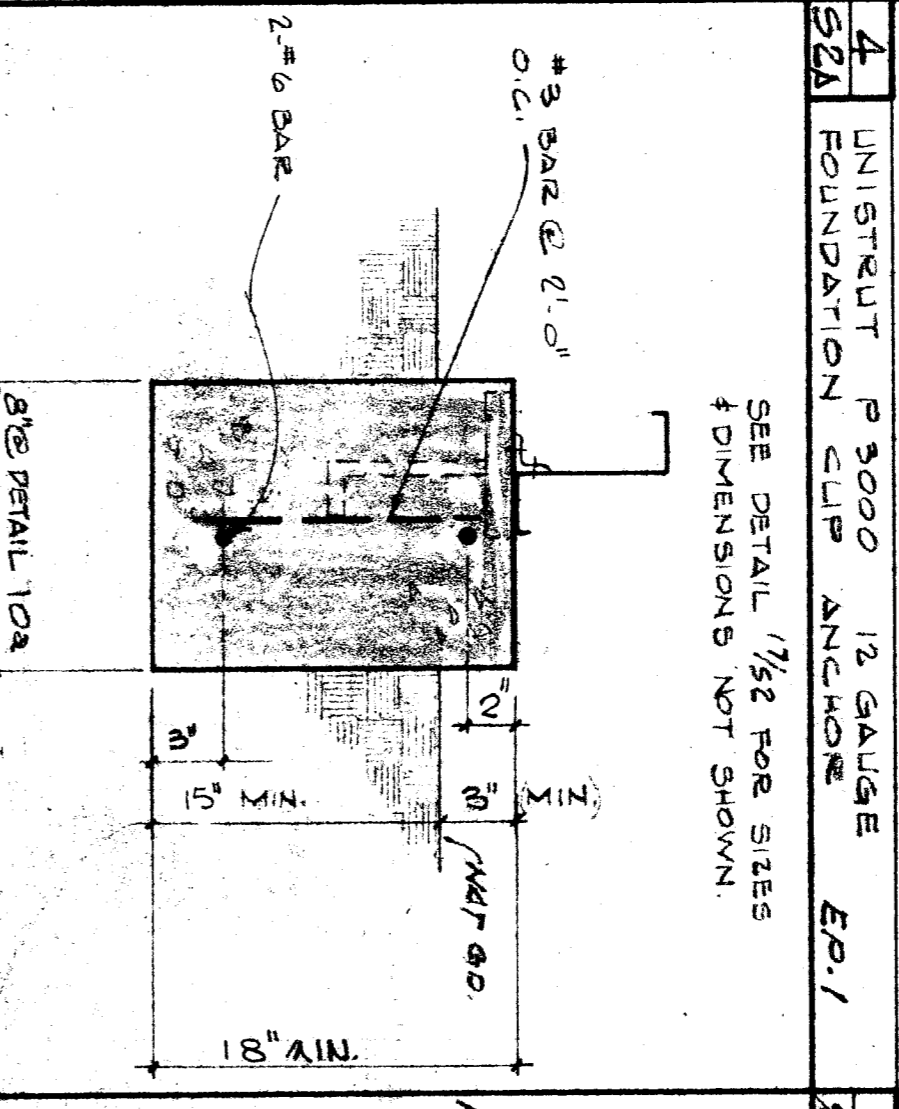 4
S2A
UNISTRUT P3000 12 GAUGE
FOUNDATION CLIP ANCHOR EP.1
SEE DETAIL 17/S2 FOR SIZES
& DIMENSIONS NOT SHOWN.
#3 BAR @ 2'-0"
O.C.
2-#6 BAR
2"
3"
15" MIN.
3" (MIN)
NAT GD.
18" MIN.
8" @ DETAIL 10a